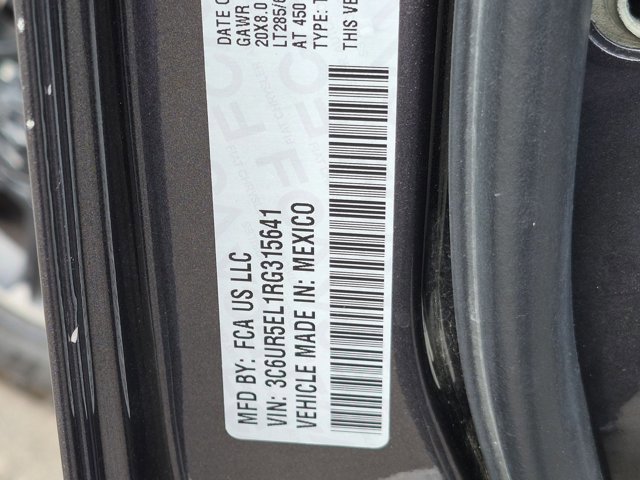 DATE O
GAWR
20X8.0
LT285/6
AT 450
TYPE: T
THIS VE
MFD BY: FCA US LLC
VIN: 3C6UR5EL1RG315641
VEHICLE MADE IN: MEXICO